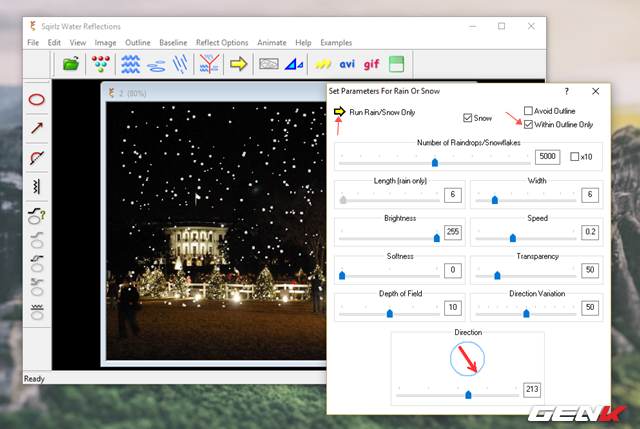 Sqirlz Water Reflections
File Edit View Image Outline Baseline Reflect Options Animate Help Examples
avi gif
2 (80%)
Ready
Set Parameters For Rain Or Snow
?
Run Rain/Snow Only
Snow
Avoid Outline
Within Outline Only
Number of Raindrops/Snowflakes
5000
x10
Length (rain only) Width
6 6
Brightness Speed
255 0.2
Softness Transparency
0 50
Depth of Field Direction Variation
10 50
Direction
213
GENK